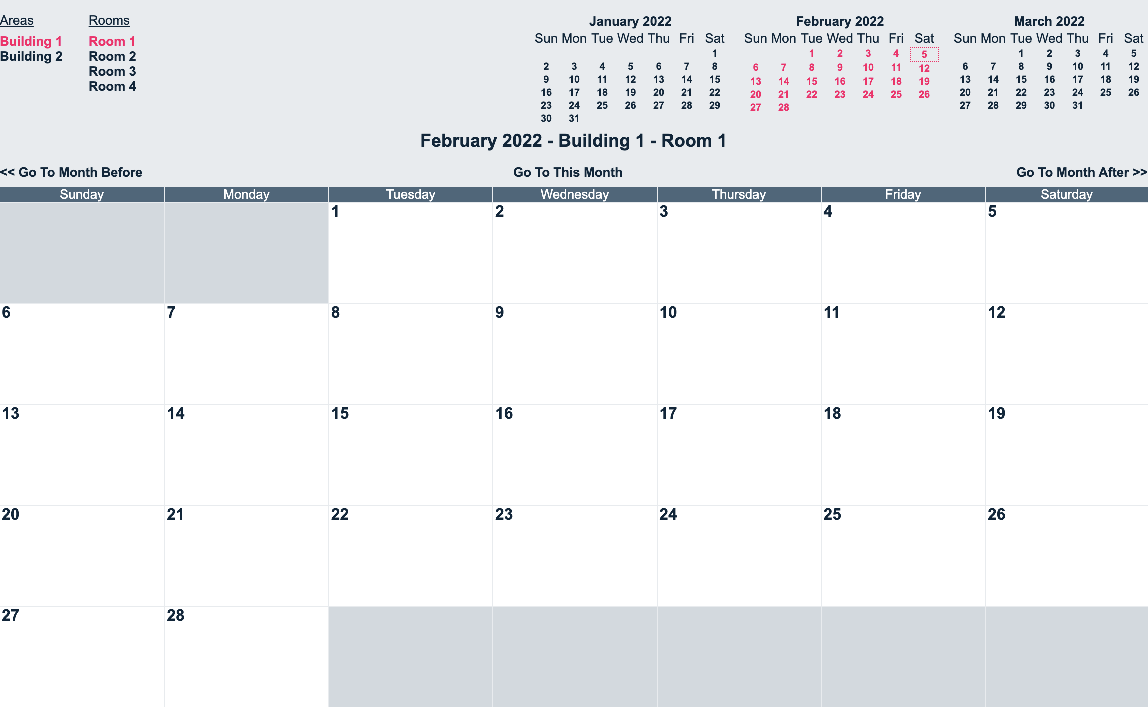 Areas
Building 1
Building 2
Rooms
Room 1
Room 2
Room 3
Room 4
January 2022
Sun Mon Tue Wed Thu Fri Sat
1
2 3 4 5 6 7 8
9 10 11 12 13 14 15
16 17 18 19 20 21 22
23 24 25 26 27 28 29
30 31
February 2022
Sun Mon Tue Wed Thu Fri Sat
1 2 3 4 5
6 7 8 9 10 11 12
13 14 15 16 17 18 19
20 21 22 23 24 25 26
27 28
March 2022
Sun Mon Tue Wed Thu Fri Sat
1 2 3 4 5
6 7 8 9 10 11 12
13 14 15 16 17 18 19
20 21 22 23 24 25 26
27 28 29 30 31
February 2022 - Building 1 - Room 1
<< Go To Month Before Go To This Month Go To Month After >>
Sunday Monday Tuesday Wednesday Thursday Friday Saturday
1 2 3 4 5
6 7 8 9 10 11 12
13 14 15 16 17 18 19
20 21 22 23 24 25 26
27 28